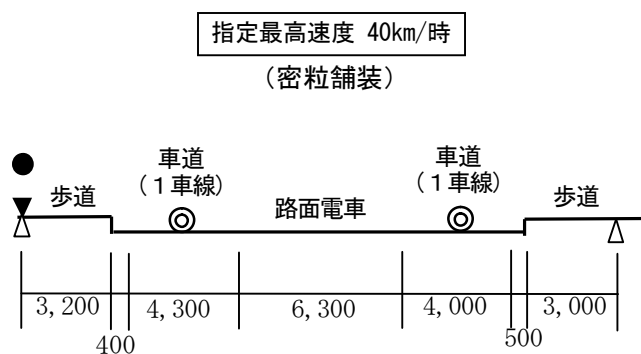 指定最高速度 40km/時
（密粒舗装）
歩道
車道
（１車線）
路面電車
車道
（１車線）
歩道
3,200
400
4,300
6,300
4,000
500
3,000